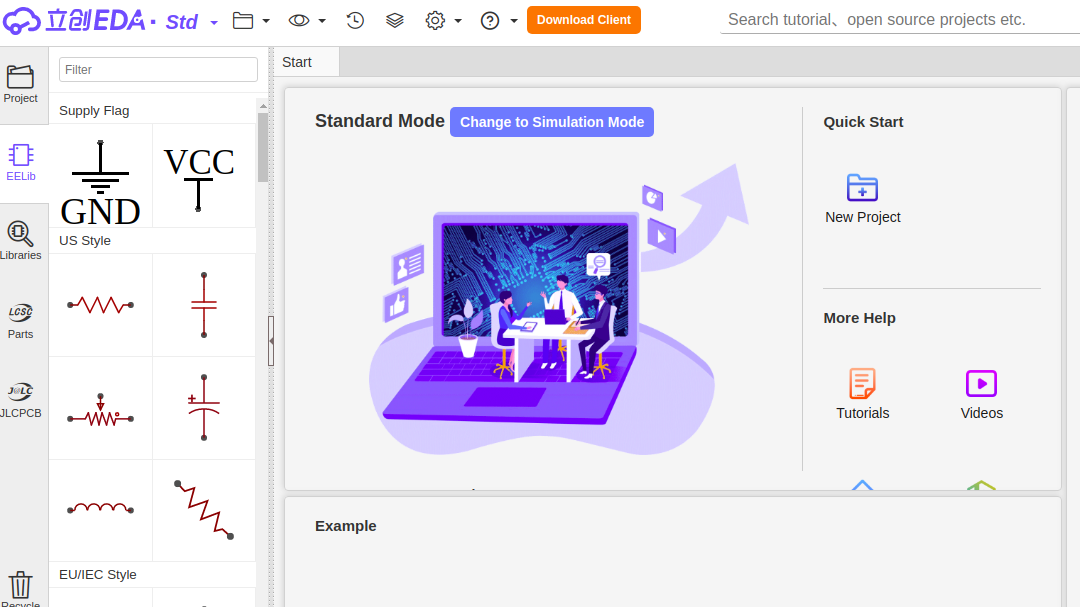 立创EDA
Std
Download Client
Search tutorial、open source projects etc.
Project
EELib
Libraries
LCSC
Parts
JLC
JLCPCB
Recycle
Filter
Supply Flag
GND
VCC
US Style
EU/IEC Style
Start
Standard Mode
Change to Simulation Mode
Quick Start
New Project
More Help
Tutorials
Videos
Example